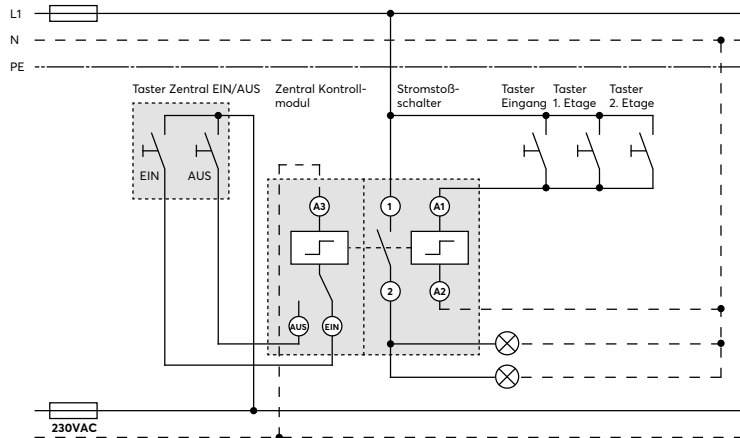 L1
N
PE
Taster Zentral EIN/AUS
Zentral Kontroll-
modul
Stromstoß-
schalter
Taster
Eingang
Taster
1. Etage
Taster
2. Etage
EIN
AUS
A3
1
A1
2
A2
AUS
EIN
230VAC